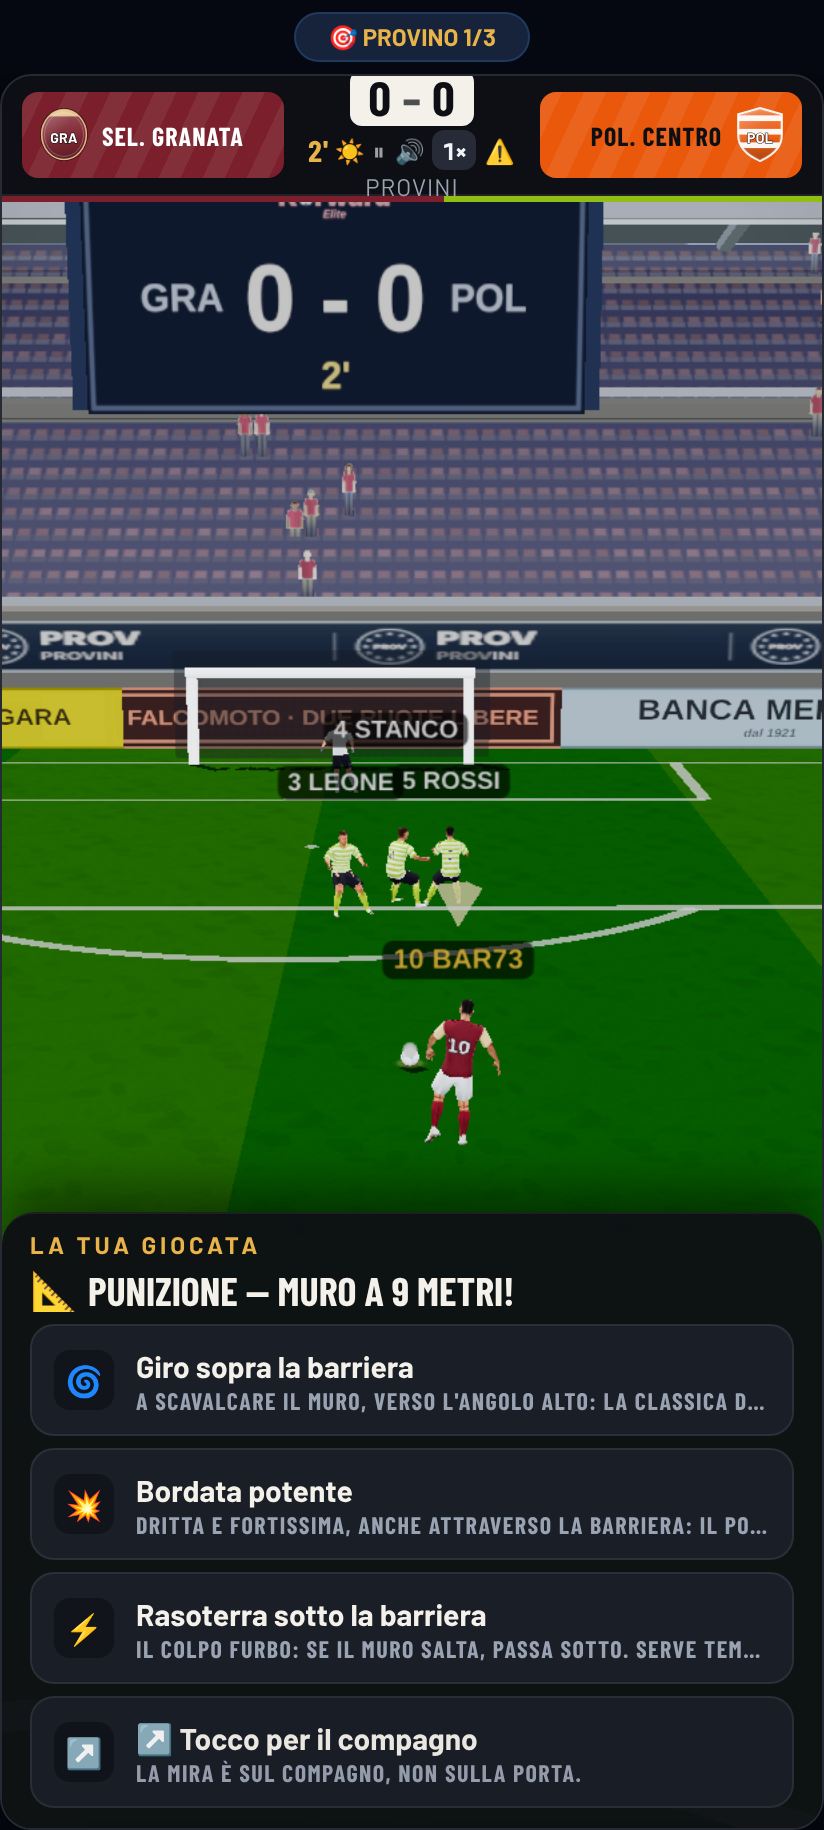 🎯 PROVINO 1/3
GRA SEL. GRANATA
0 - 0
POL. CENTRO POL
2' ☀️ ⏸ 🔊 1× ⚠️
PROVINI
Elite
GRA 0 - 0 POL
2'
PROV
PROVINI
PROV
PROVINI
GARA
FALCOMOTO · DUE RUOTE LIBERE
BANCA MER
dal 1921
4 STANCO
3 LEONE
5 ROSSI
10 BAR73
10
LA TUA GIOCATA
📐 PUNIZIONE – MURO A 9 METRI!
🌀 Giro sopra la barriera
A SCAVALCARE IL MURO, VERSO L'ANGOLO ALTO: LA CLASSICA D...
💥 Bordata potente
DRITTA E FORTISSIMA, ANCHE ATTRAVERSO LA BARRIERA: IL PO...
⚡ Rasoterra sotto la barriera
IL COLPO FURBO: SE IL MURO SALTA, PASSA SOTTO. SERVE TEM...
↗️ ↗️ Tocco per il compagno
LA MIRA È SUL COMPAGNO, NON SULLA PORTA.